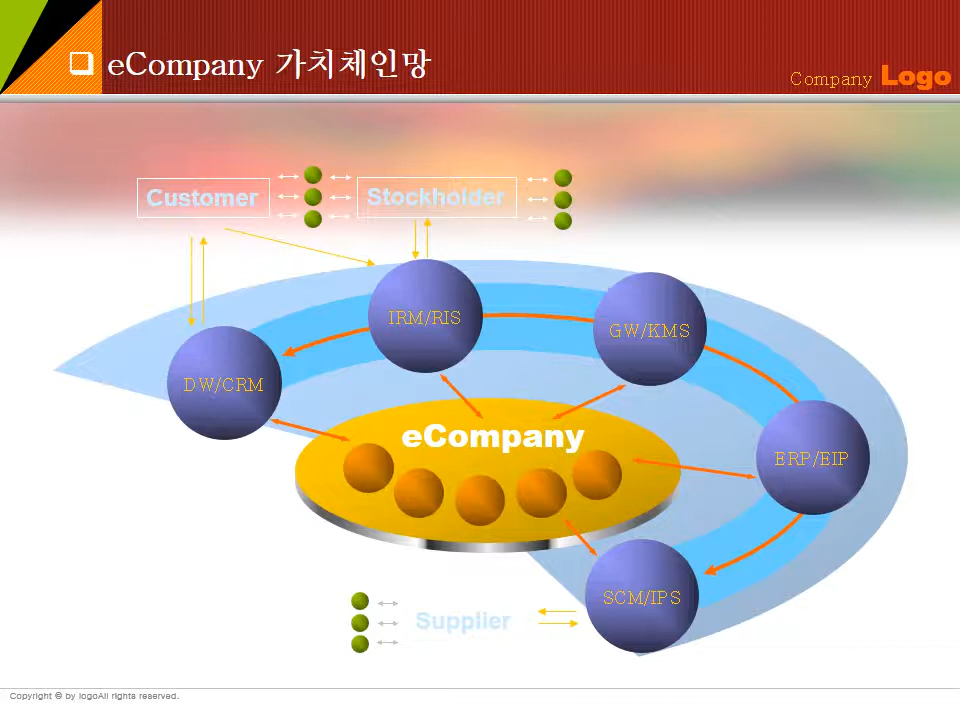 ❑ eCompany 가치체인망
Company Logo
Customer
Stockholder
IRM/RIS
GW/KMS
DW/CRM
eCompany
ERP/EIP
SCM/IPS
Supplier
Copyright © by logoAll rights reserved.